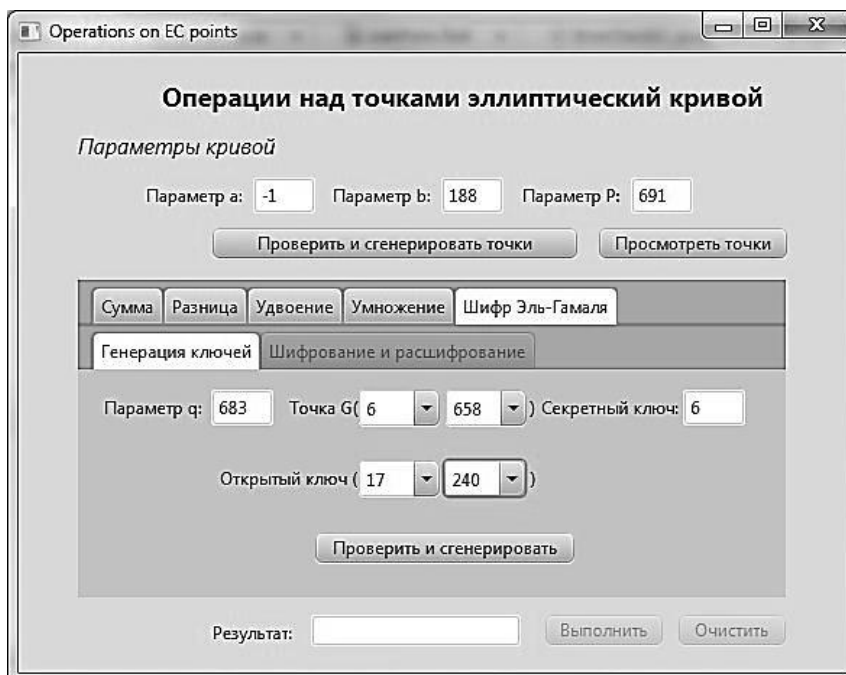 Operations on EC points
Операции над точками эллиптический кривой
Параметры кривой
Параметр a: -1 Параметр b: 188 Параметр P: 691
Проверить и сгенерировать точки Просмотреть точки
Сумма Разница Удвоение Умножение Шифр Эль-Гамаля
Генерация ключей Шифрование и расшифрование
Параметр q: 683 Точка G( 6 658 ) Секретный ключ: 6
Открытый ключ ( 17 240 )
Проверить и сгенерировать
Результат: Выполнить Очистить